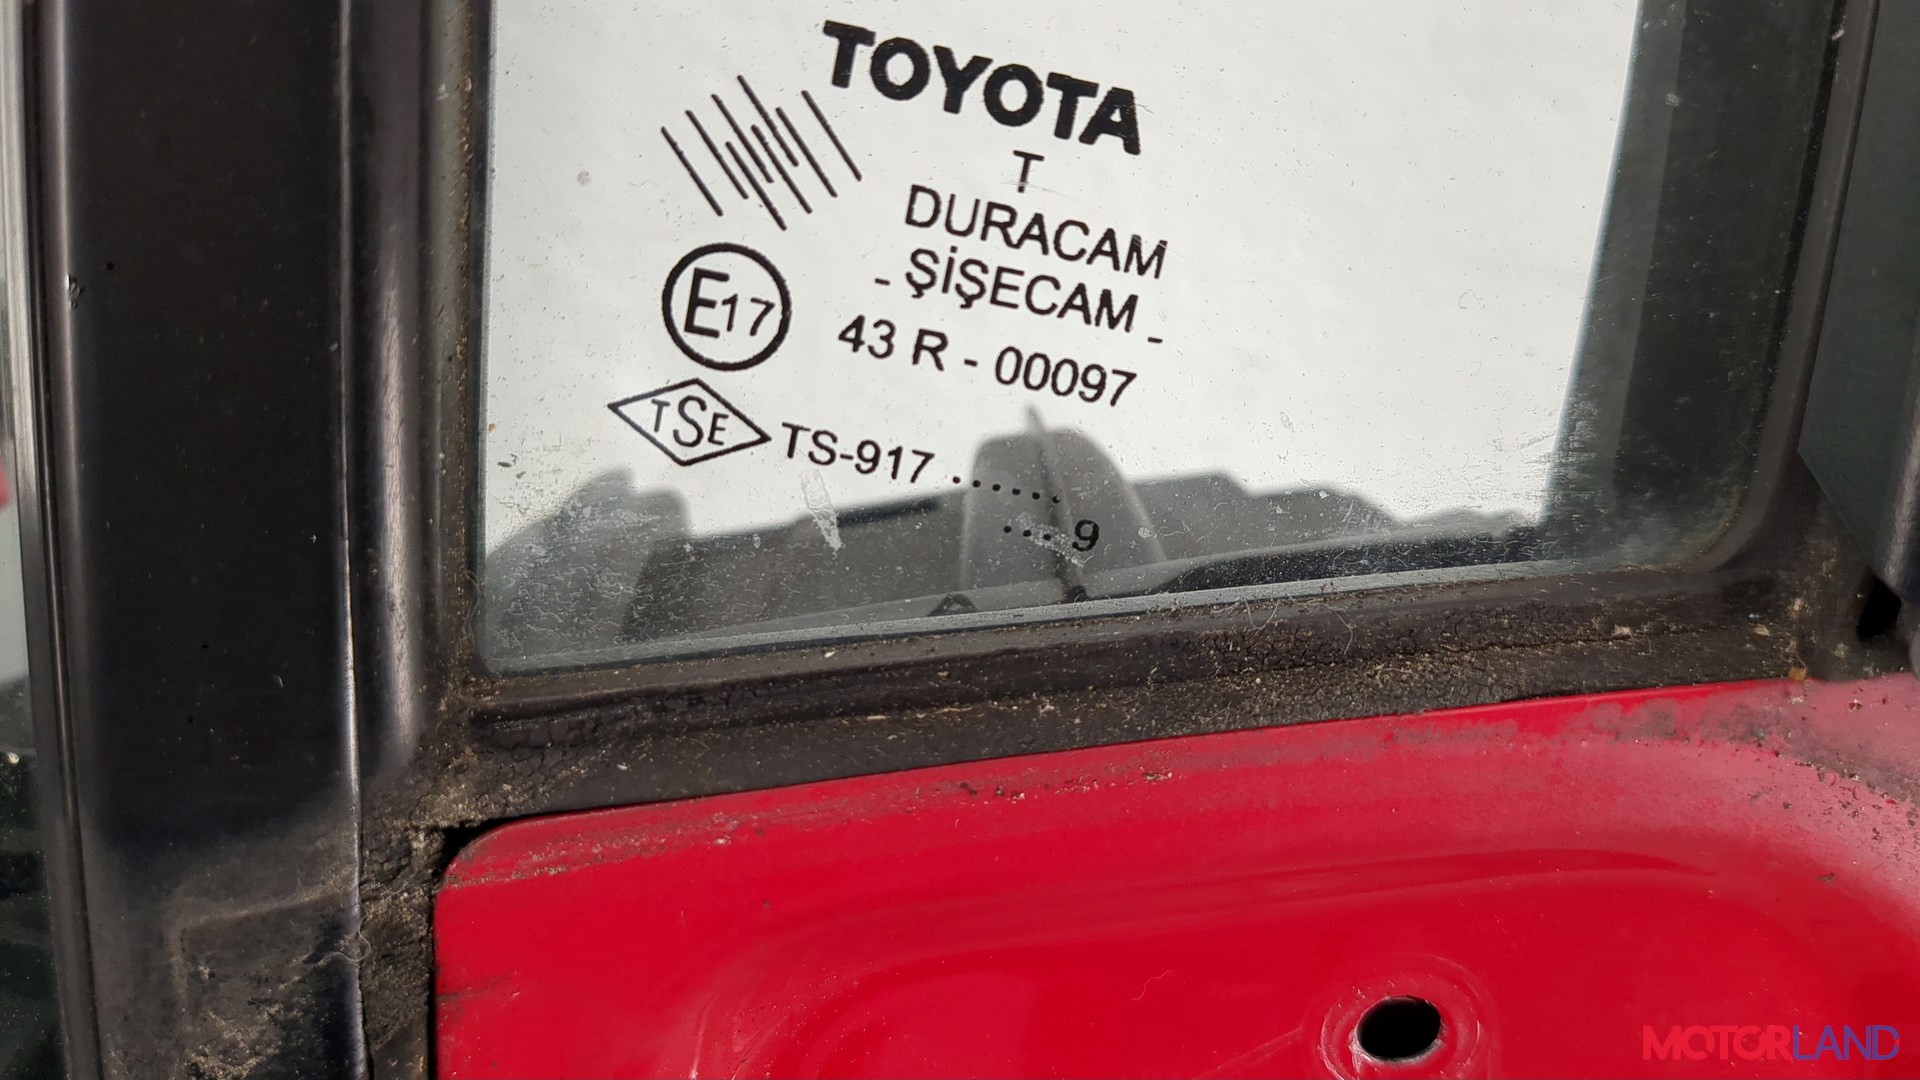 TOYOTA
T
DURACAM
- ŞİŞECAM -
E17
43 R - 00097
TSE
TS-917 ......
... 9
MOTORLAND